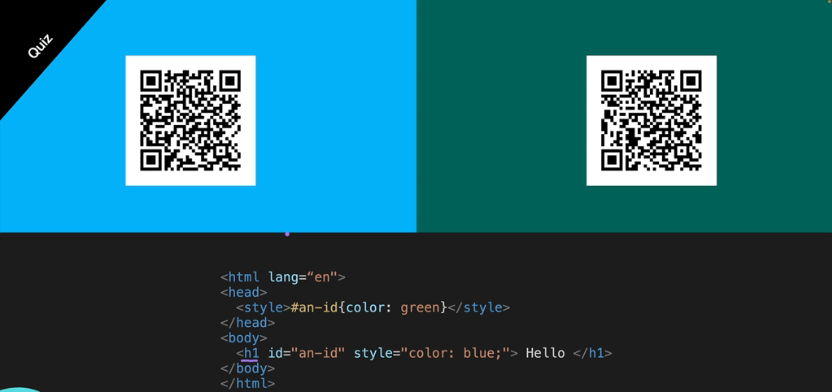 Quiz
<html lang=“en">
<head>
<style>#an-id{color: green}</style>
</head>
<body>
<h1 id="an-id" style="color: blue;"> Hello </h1>
</body>
</html>